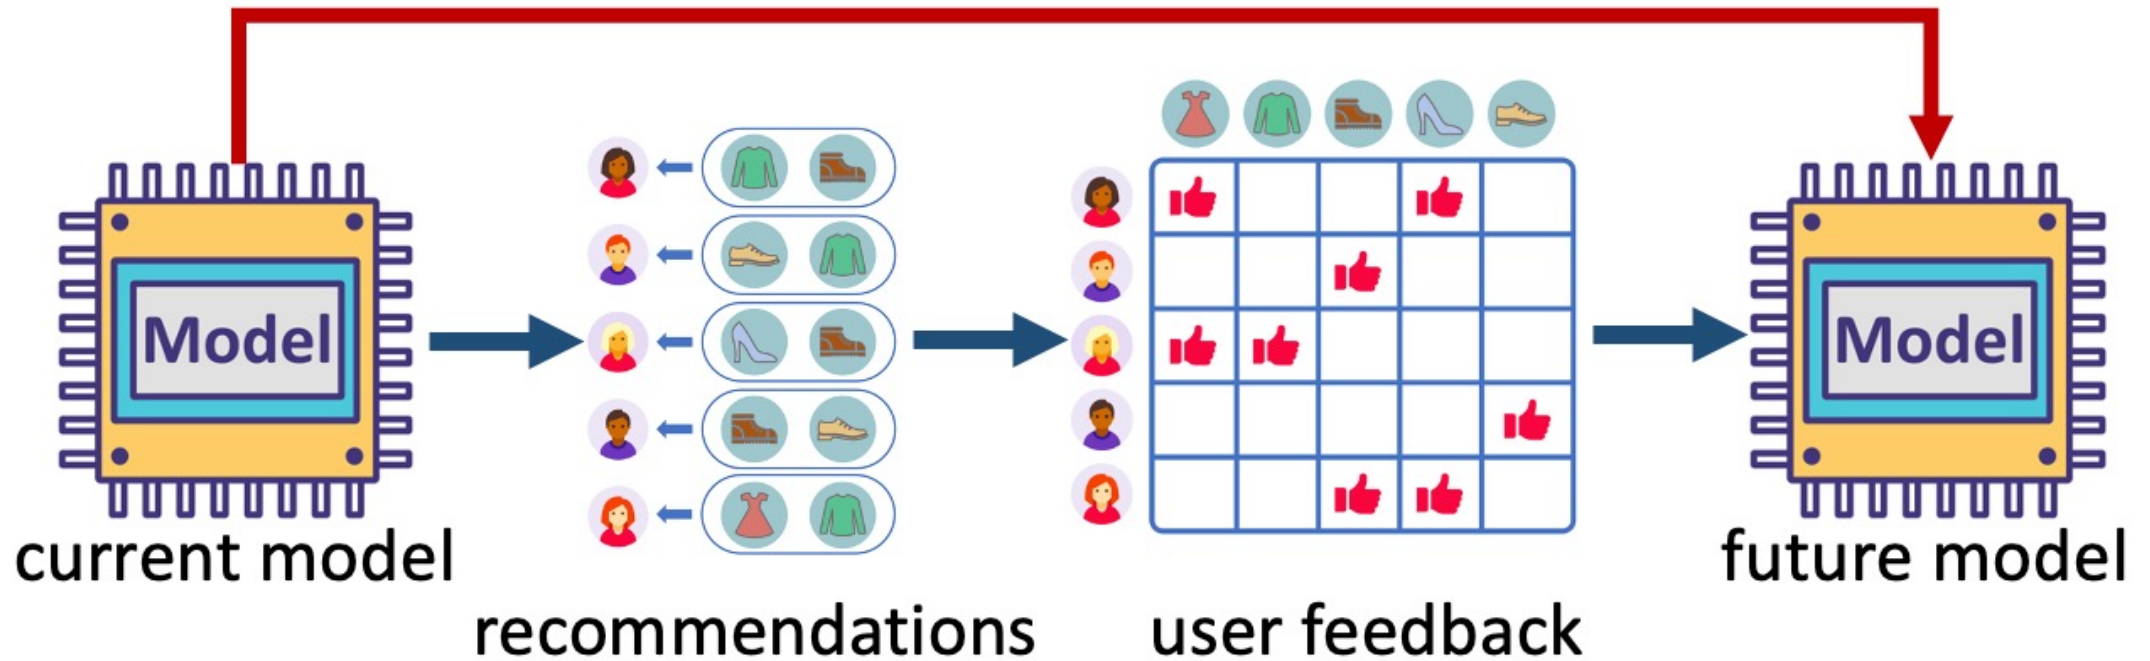 Model
Model
current model
future model
recommendations
user feedback